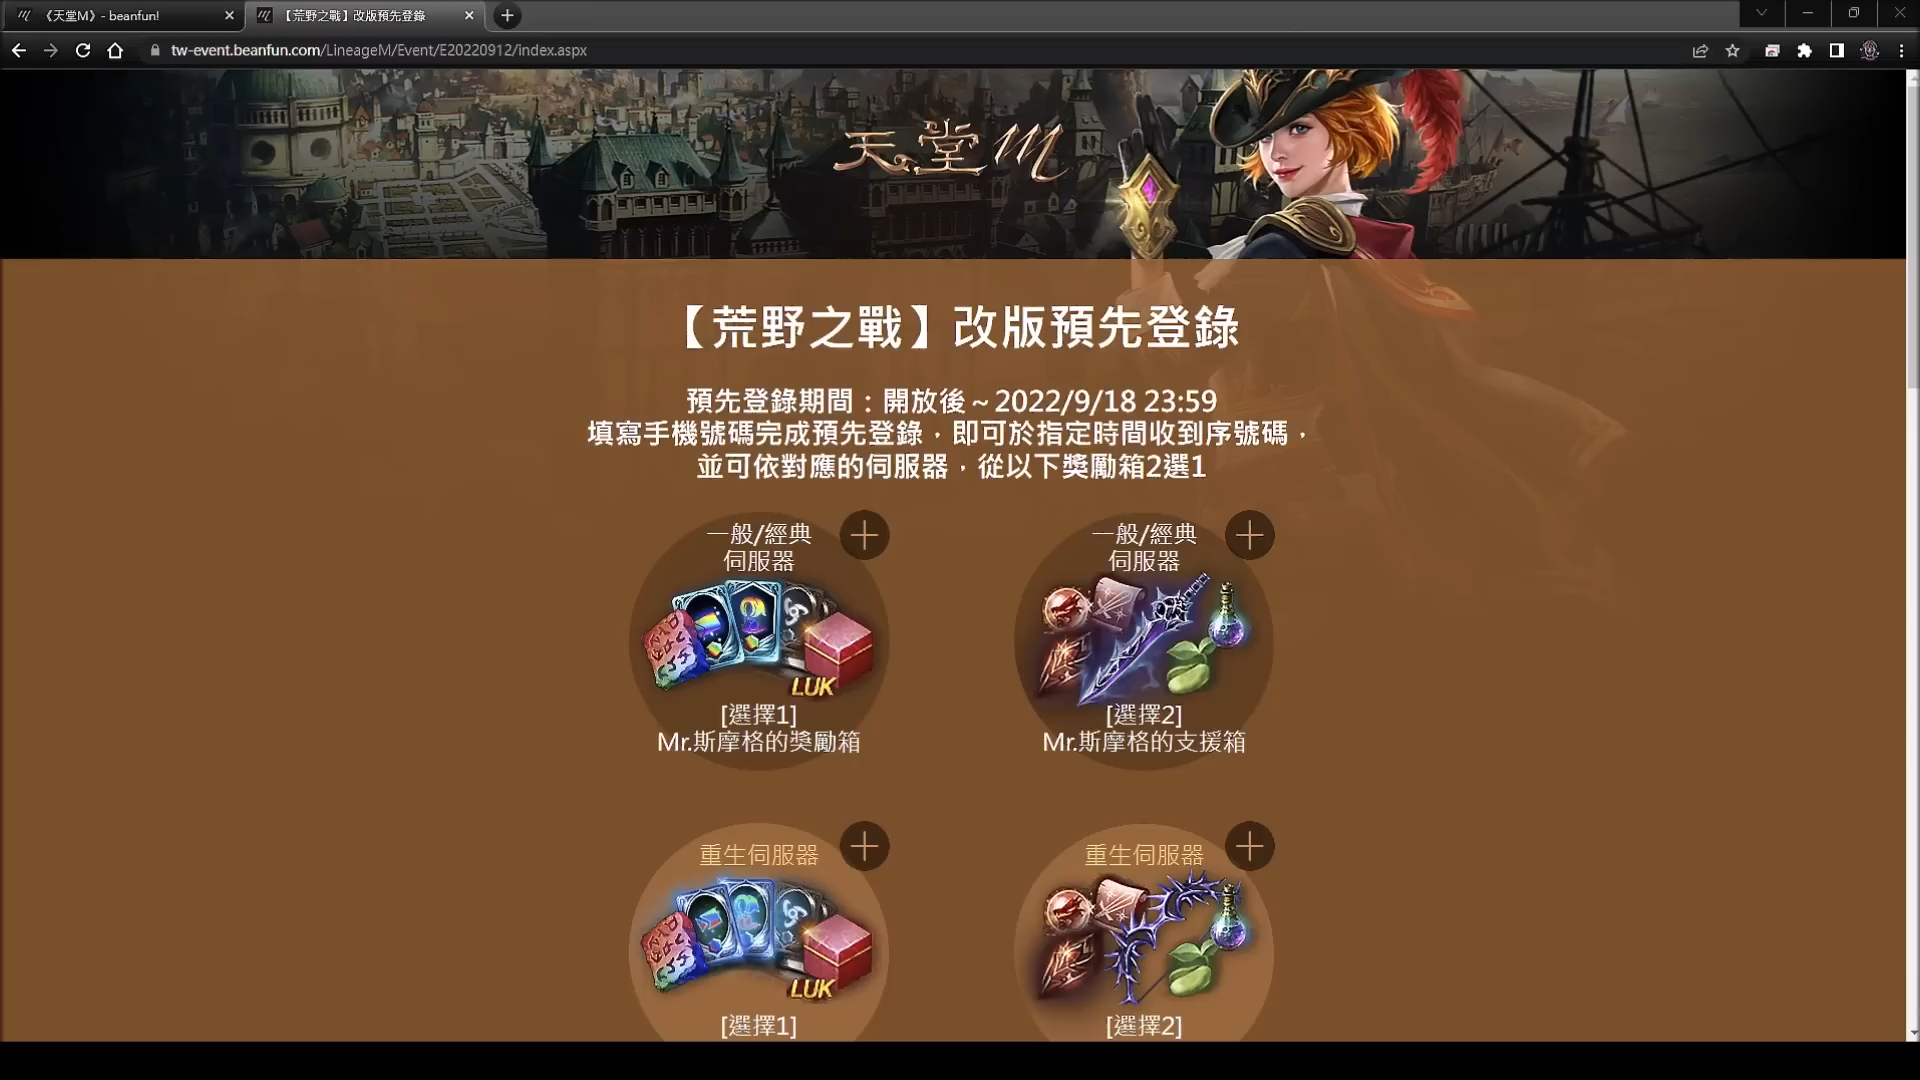 《天堂M》 - beanfun!
【荒野之戰】改版預先登錄
tw-event.beanfun.com/LineageM/Event/E20220912/index.aspx
天堂M
【荒野之戰】改版預先登錄
預先登錄期間：開放後~2022/9/18 23:59
填寫手機號碼完成預先登錄，即可於指定時間收到序號碼，
並可依對應的伺服器，從以下獎勵箱2選1
一般/經典
伺服器
LUK
[選擇1]
Mr.斯摩格的獎勵箱
一般/經典
伺服器
[選擇2]
Mr.斯摩格的支援箱
重生伺服器
LUK
[選擇1]
重生伺服器
[選擇2]